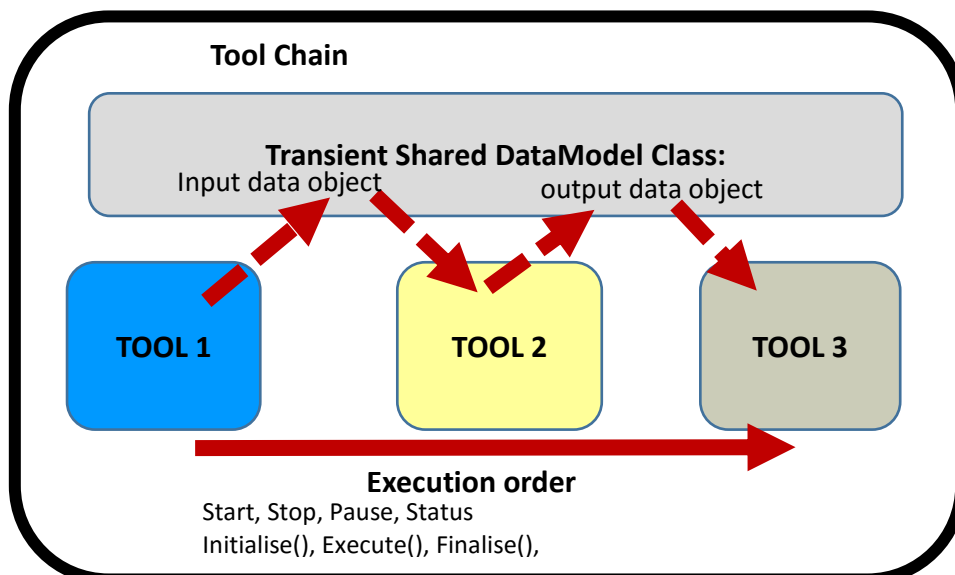 Tool Chain
Transient Shared DataModel Class:
Input data object
output data object
TOOL 1
TOOL 2
TOOL 3
Execution order
Start, Stop, Pause, Status
Initialise(), Execute(), Finalise(),